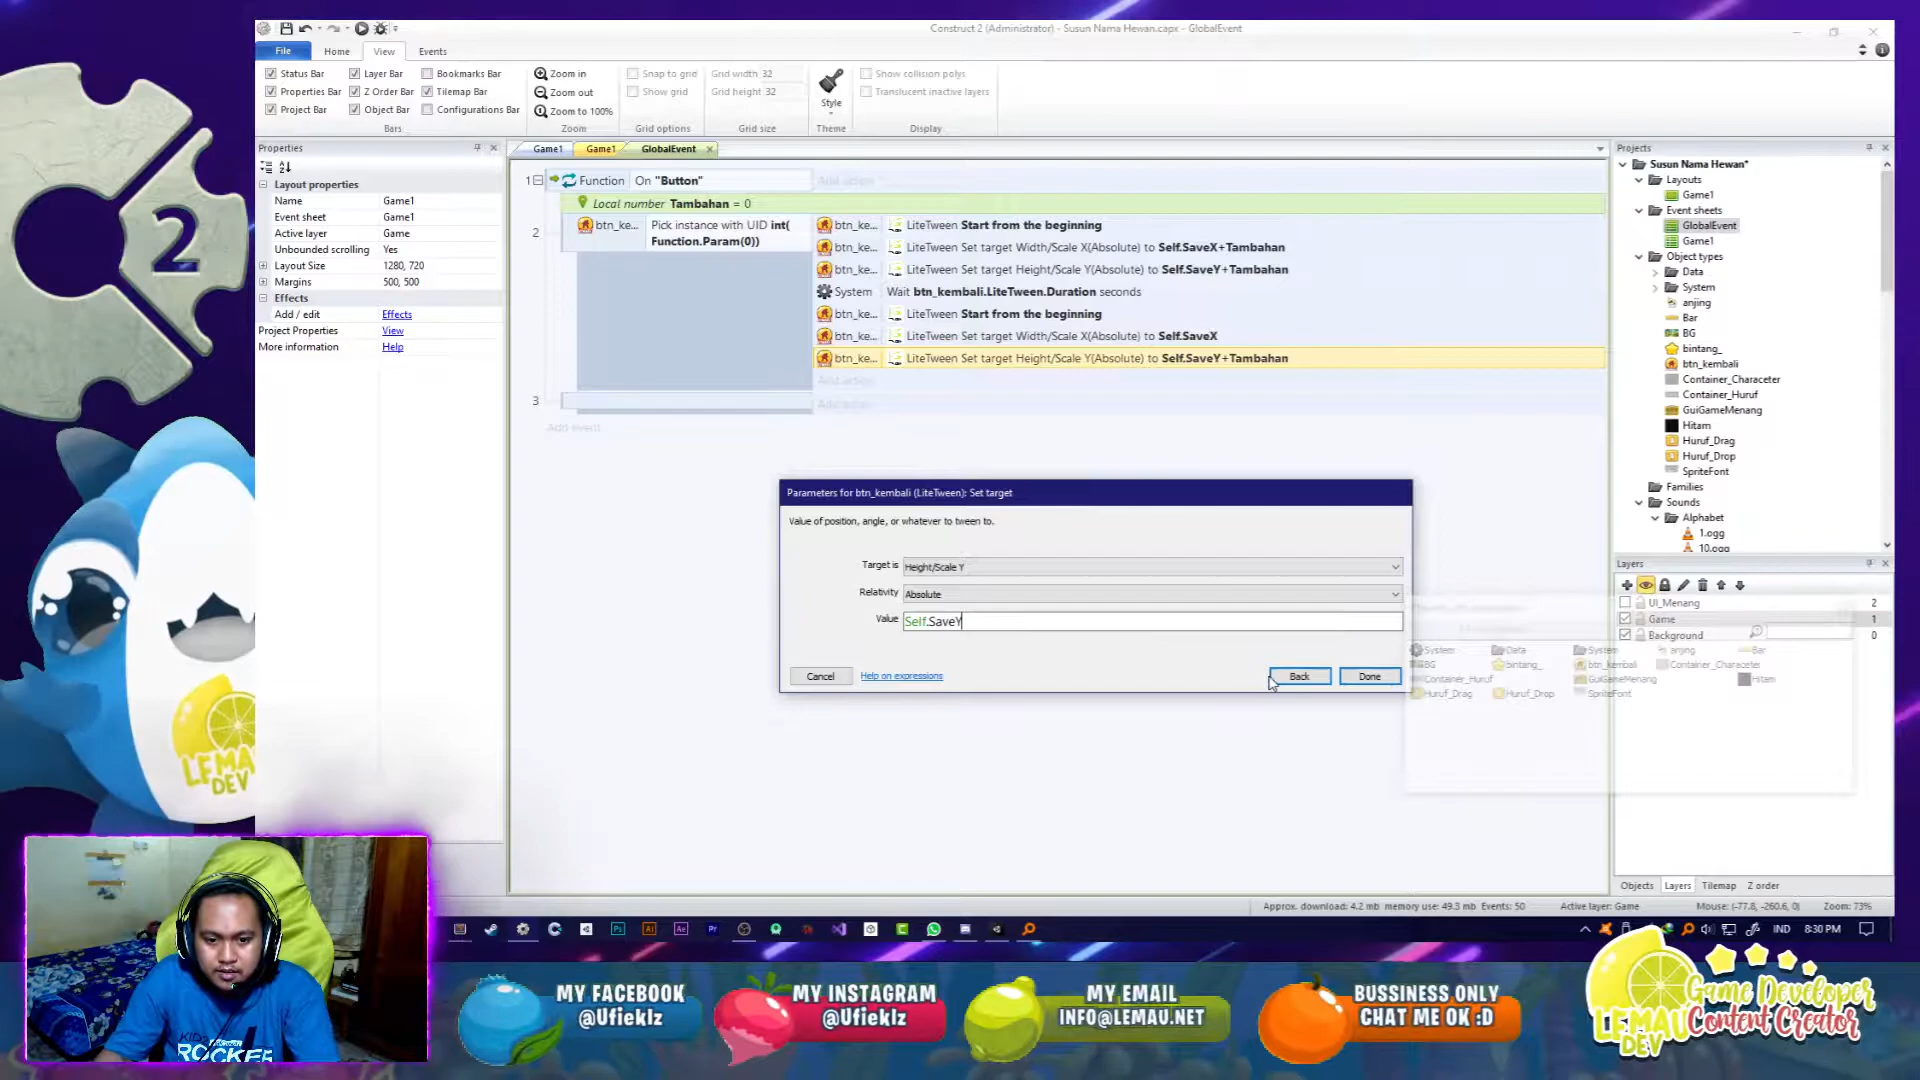 Construct 2 (Administrator) - Susun Nama Hewan.capx - GlobalEvent
File
Home
View
Events
Status Bar
Layer Bar
Bookmarks Bar
Properties Bar
Z Order Bar
Tilemap Bar
Project Bar
Object Bar
Configurations Bar
Bars
Zoom in
Zoom out
Zoom to 100%
Zoom
Snap to grid
Show grid
Grid options
Grid width 32
Grid height 32
Grid size
Style
Theme
Show collision polys
Translucent inactive layers
Display
Properties
Layout properties
Name Game1
Event sheet Game1
Active layer Game
Unbounded scrolling Yes
Layout Size 1280, 720
Margins 500, 500
Effects
Add / edit Effects
Project Properties View
More information Help
Game1
Game1
GlobalEvent
1 Function On "Button" Add action
Local number Tambahan = 0
2 btn_ke... Pick instance with UID int(
Function.Param(0))
btn_ke... LiteTween Start from the beginning
btn_ke... LiteTween Set target Width/Scale X(Absolute) to Self.SaveX+Tambahan
btn_ke... LiteTween Set target Height/Scale Y(Absolute) to Self.SaveY+Tambahan
System Wait btn_kembali.LiteTween.Duration seconds
btn_ke... LiteTween Start from the beginning
btn_ke... LiteTween Set target Width/Scale X(Absolute) to Self.SaveX
btn_ke... LiteTween Set target Height/Scale Y(Absolute) to Self.SaveY+Tambahan
Add action
3 Add action
Add event
Parameters for btn_kembali (LiteTween): Set target
Value of position, angle, or whatever to tween to.
Target is Height/Scale Y
Relativity Absolute
Value Self.SaveY
Cancel
Help on expressions
Back
Done
Projects
Susun Nama Hewan*
Layouts
Game1
Event sheets
GlobalEvent
Game1
Object types
Data
System
anjing
Bar
BG
bintang_
btn_kembali
Container_Characeter
Container_Huruf
GuiGameMenang
Hitam
Huruf_Drag
Huruf_Drop
SpriteFont
Families
Sounds
Alphabet
1.ogg
10.ogg
Layers
UI_Menang 2
Game 1
Background 0
System Data System anjing Bar
BG bintang_ btn_kembali Container_Characeter
Container_Huruf GuiGameMenang Hitam
Huruf_Drag Huruf_Drop SpriteFont
Objects
Layers
Tilemap
Z order
Approx. download: 4.2 mb memory use: 49.3 mb Events: 50
Active layer: Game
Mouse: (-77.8, -260.6, 0)
Zoom: 73%
IND
8:30 PM
2
LEMAU
DEV
KIDS
ROCKER
MY FACEBOOK
@Ufieklz
MY INSTAGRAM
@Ufieklz
MY EMAIL
INFO@LEMAU.NET
BUSSINESS ONLY
CHAT ME OK :D
LEMAU
DEV
Game Developer
Content Creator